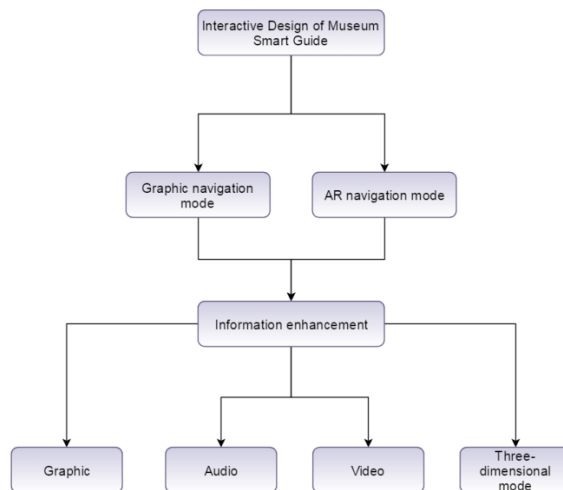 Interactive Design of Museum
Smart Guide
Graphic navigation
mode
AR navigation mode
Information enhancement
Graphic
Audio
Video
Three-
dimensional
mode